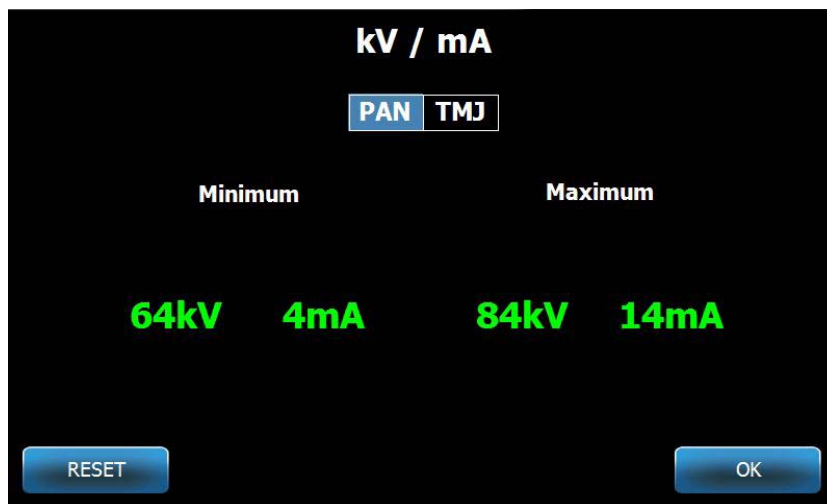 kV / mA
PAN TMJ
Minimum Maximum
64kV 4mA 84kV 14mA
RESET OK